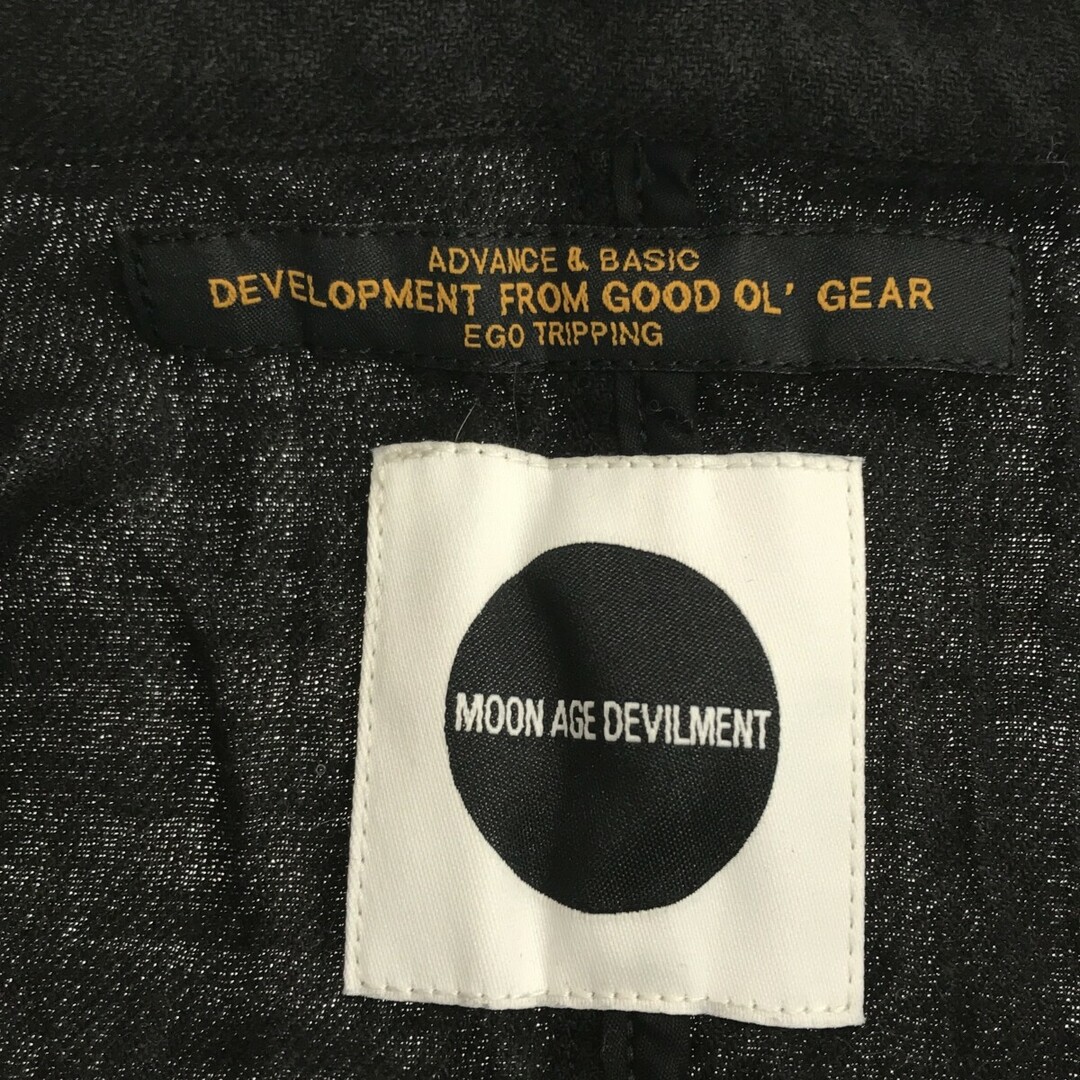 ADVANCE & BASIC
DEVELOPMENT FROM GOOD OL' GEAR
EGO TRIPPING
MOON AGE DEVILMENT